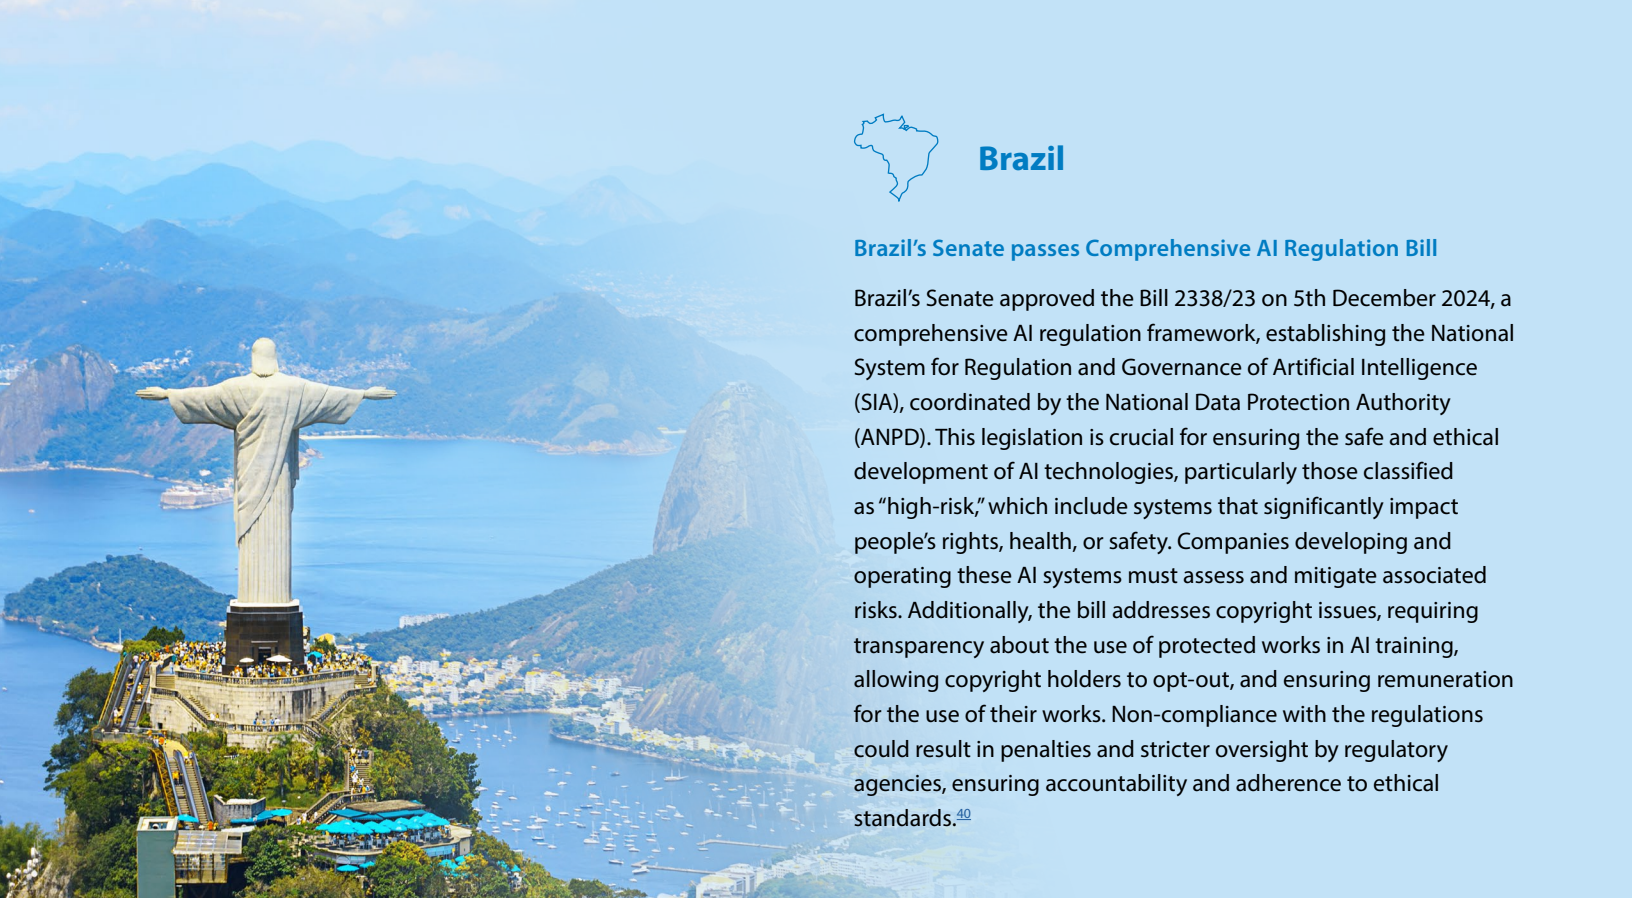 Brazil
Brazil’s Senate passes Comprehensive AI Regulation Bill
Brazil’s Senate approved the Bill 2338/23 on 5th December 2024, a
comprehensive AI regulation framework, establishing the National
System for Regulation and Governance of Artificial Intelligence
(SIA), coordinated by the National Data Protection Authority
(ANPD). This legislation is crucial for ensuring the safe and ethical
development of AI technologies, particularly those classified
as “high-risk,” which include systems that significantly impact
people’s rights, health, or safety. Companies developing and
operating these AI systems must assess and mitigate associated
risks. Additionally, the bill addresses copyright issues, requiring
transparency about the use of protected works in AI training,
allowing copyright holders to opt-out, and ensuring remuneration
for the use of their works. Non-compliance with the regulations
could result in penalties and stricter oversight by regulatory
agencies, ensuring accountability and adherence to ethical
standards.40